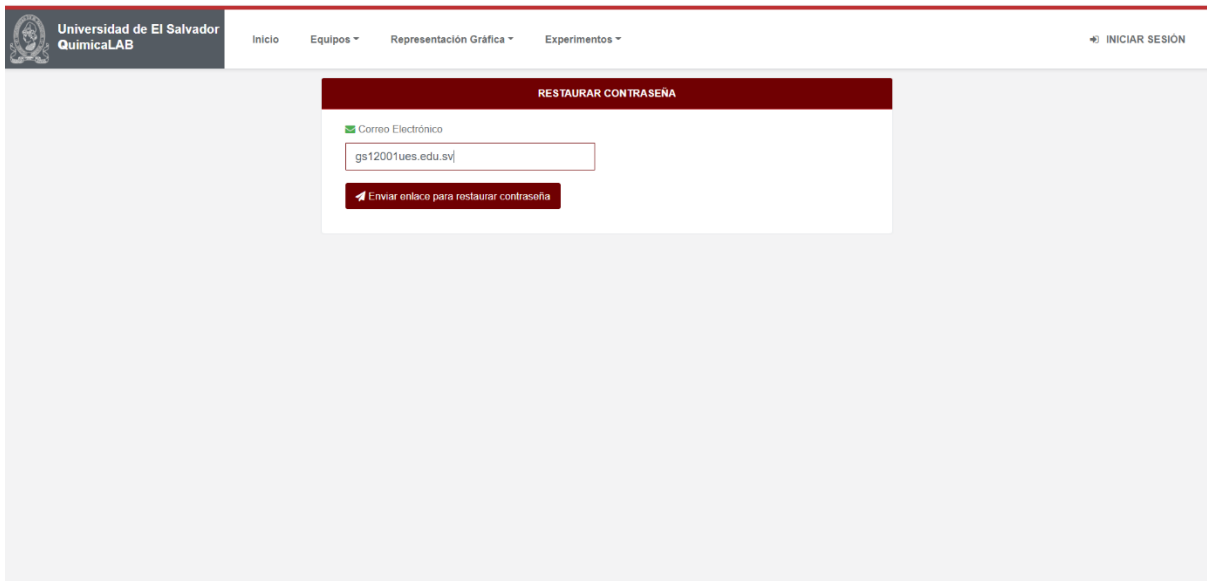 Universidad de El Salvador
QuimicaLAB
Inicio Equipos Representación Gráfica Experimentos INICIAR SESIÓN
RESTAURAR CONTRASEÑA
Correo Electrónico
gs12001ues.edu.sv
Enviar enlace para restaurar contraseña